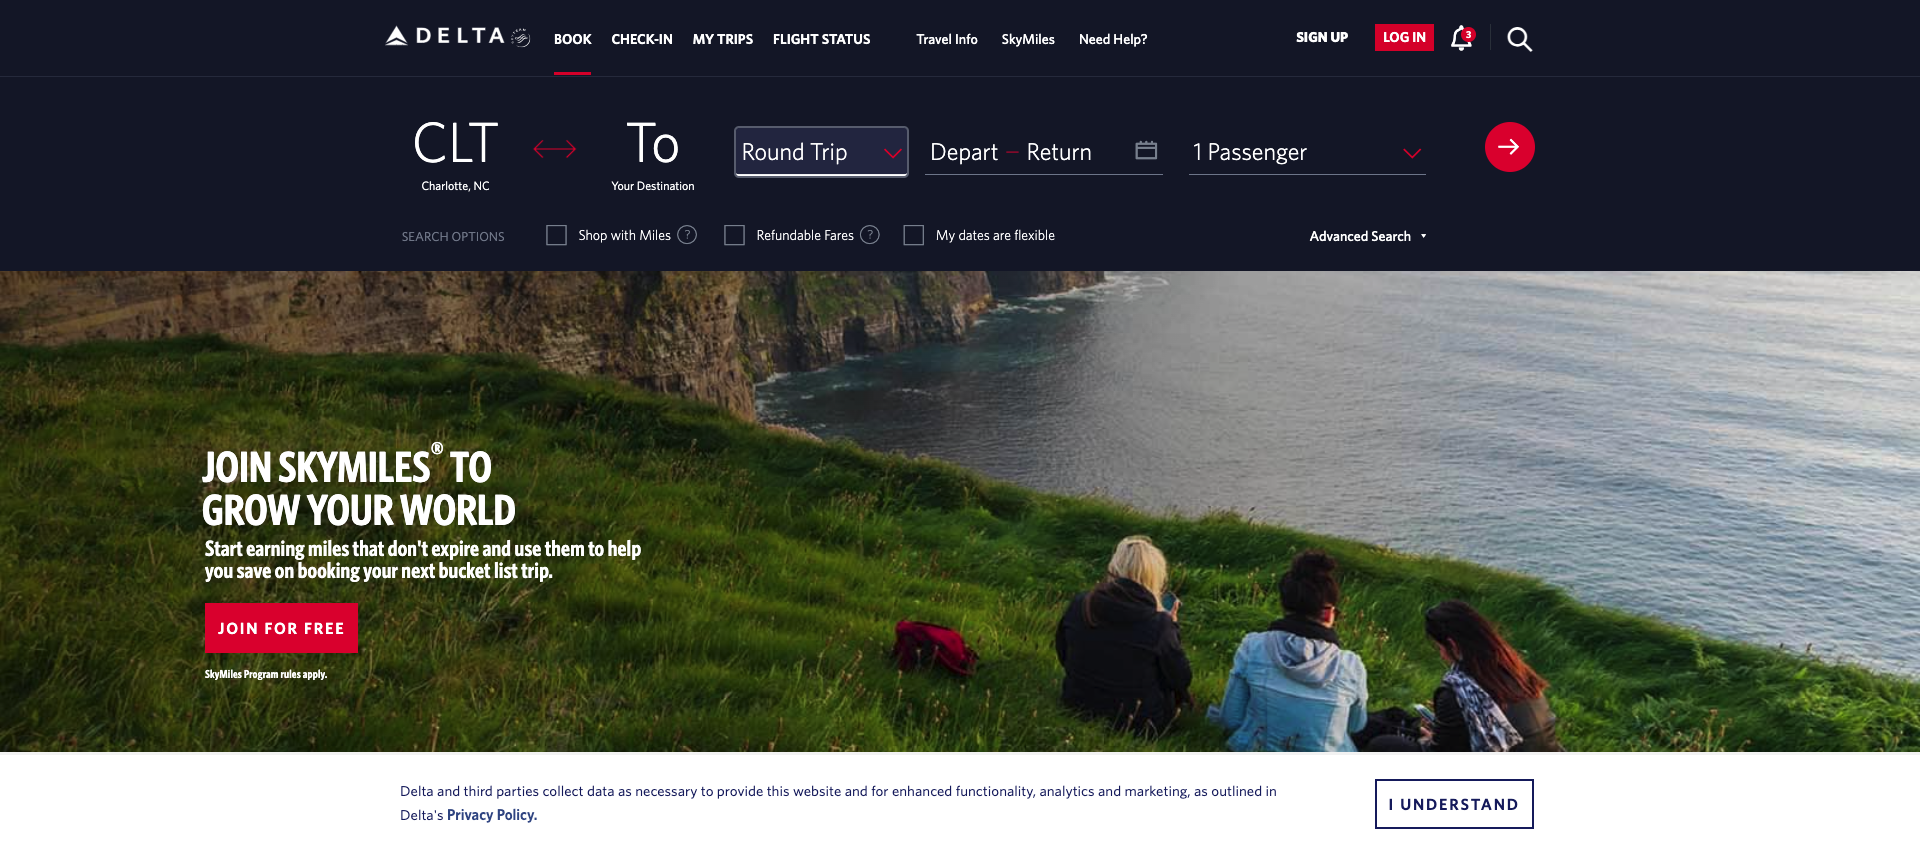 DELTA
BOOK
CHECK-IN
MY TRIPS
FLIGHT STATUS
Travel Info
SkyMiles
Need Help?
SIGN UP
LOG IN
3
CLT
Charlotte, NC
To
Your Destination
Round Trip
Depart – Return
1 Passenger
SEARCH OPTIONS
Shop with Miles ?
Refundable Fares ?
My dates are flexible
Advanced Search
JOIN SKYMILES® TO
GROW YOUR WORLD
Start earning miles that don't expire and use them to help
you save on booking your next bucket list trip.
JOIN FOR FREE
SkyMiles Program rules apply.
Delta and third parties collect data as necessary to provide this website and for enhanced functionality, analytics and marketing, as outlined in
Delta's Privacy Policy.
I UNDERSTAND